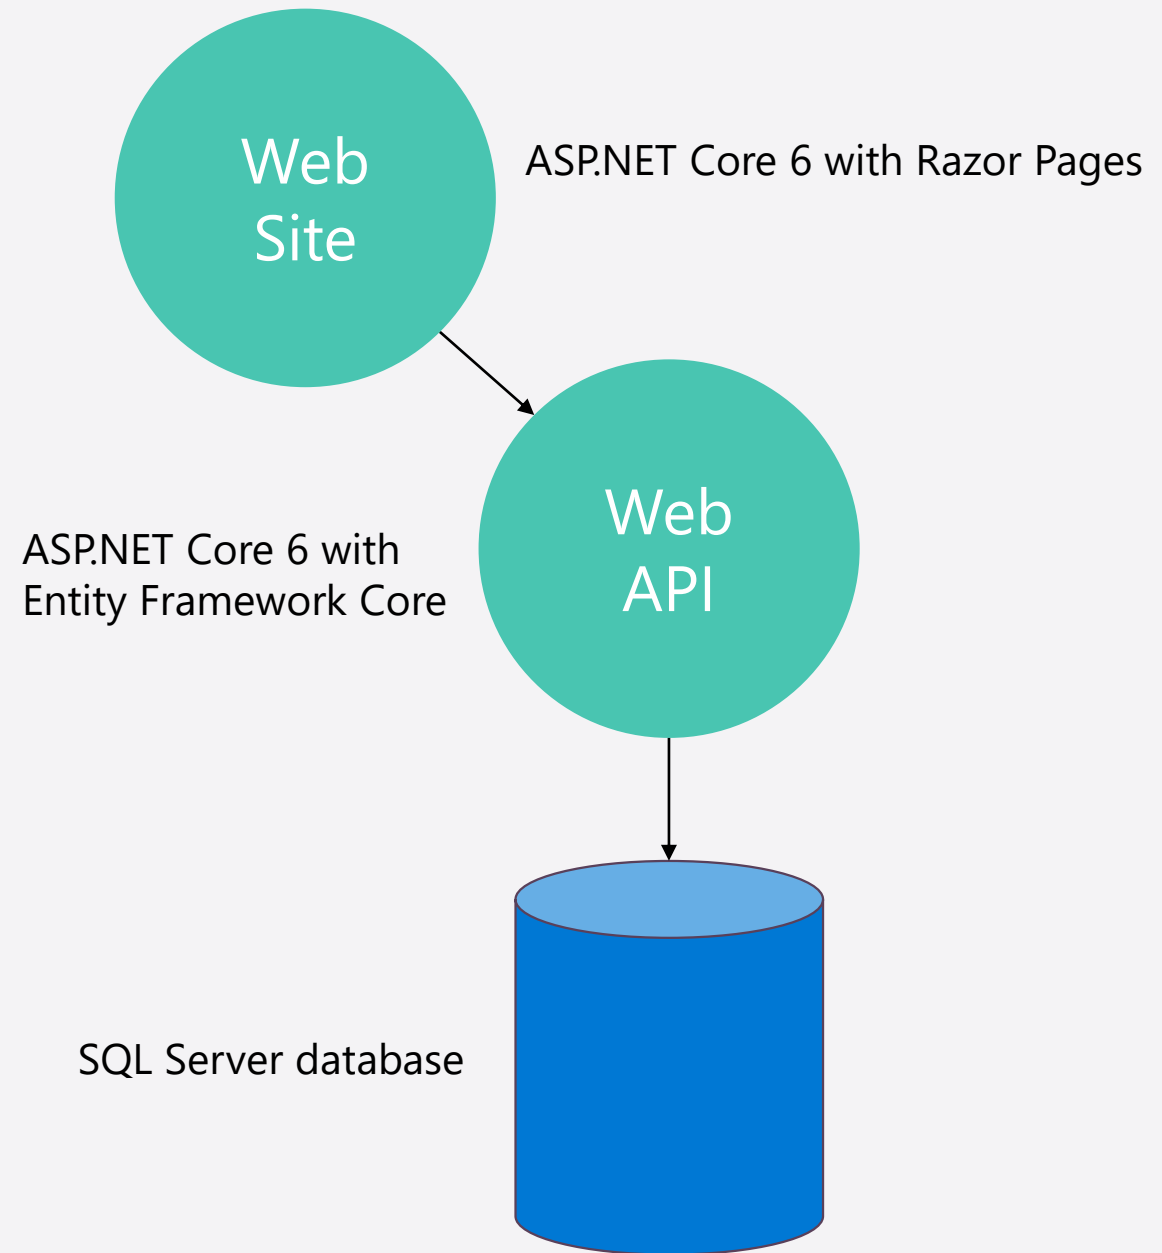 Web
Site
ASP.NET Core 6 with Razor Pages
Web
API
ASP.NET Core 6 with
Entity Framework Core
SQL Server database